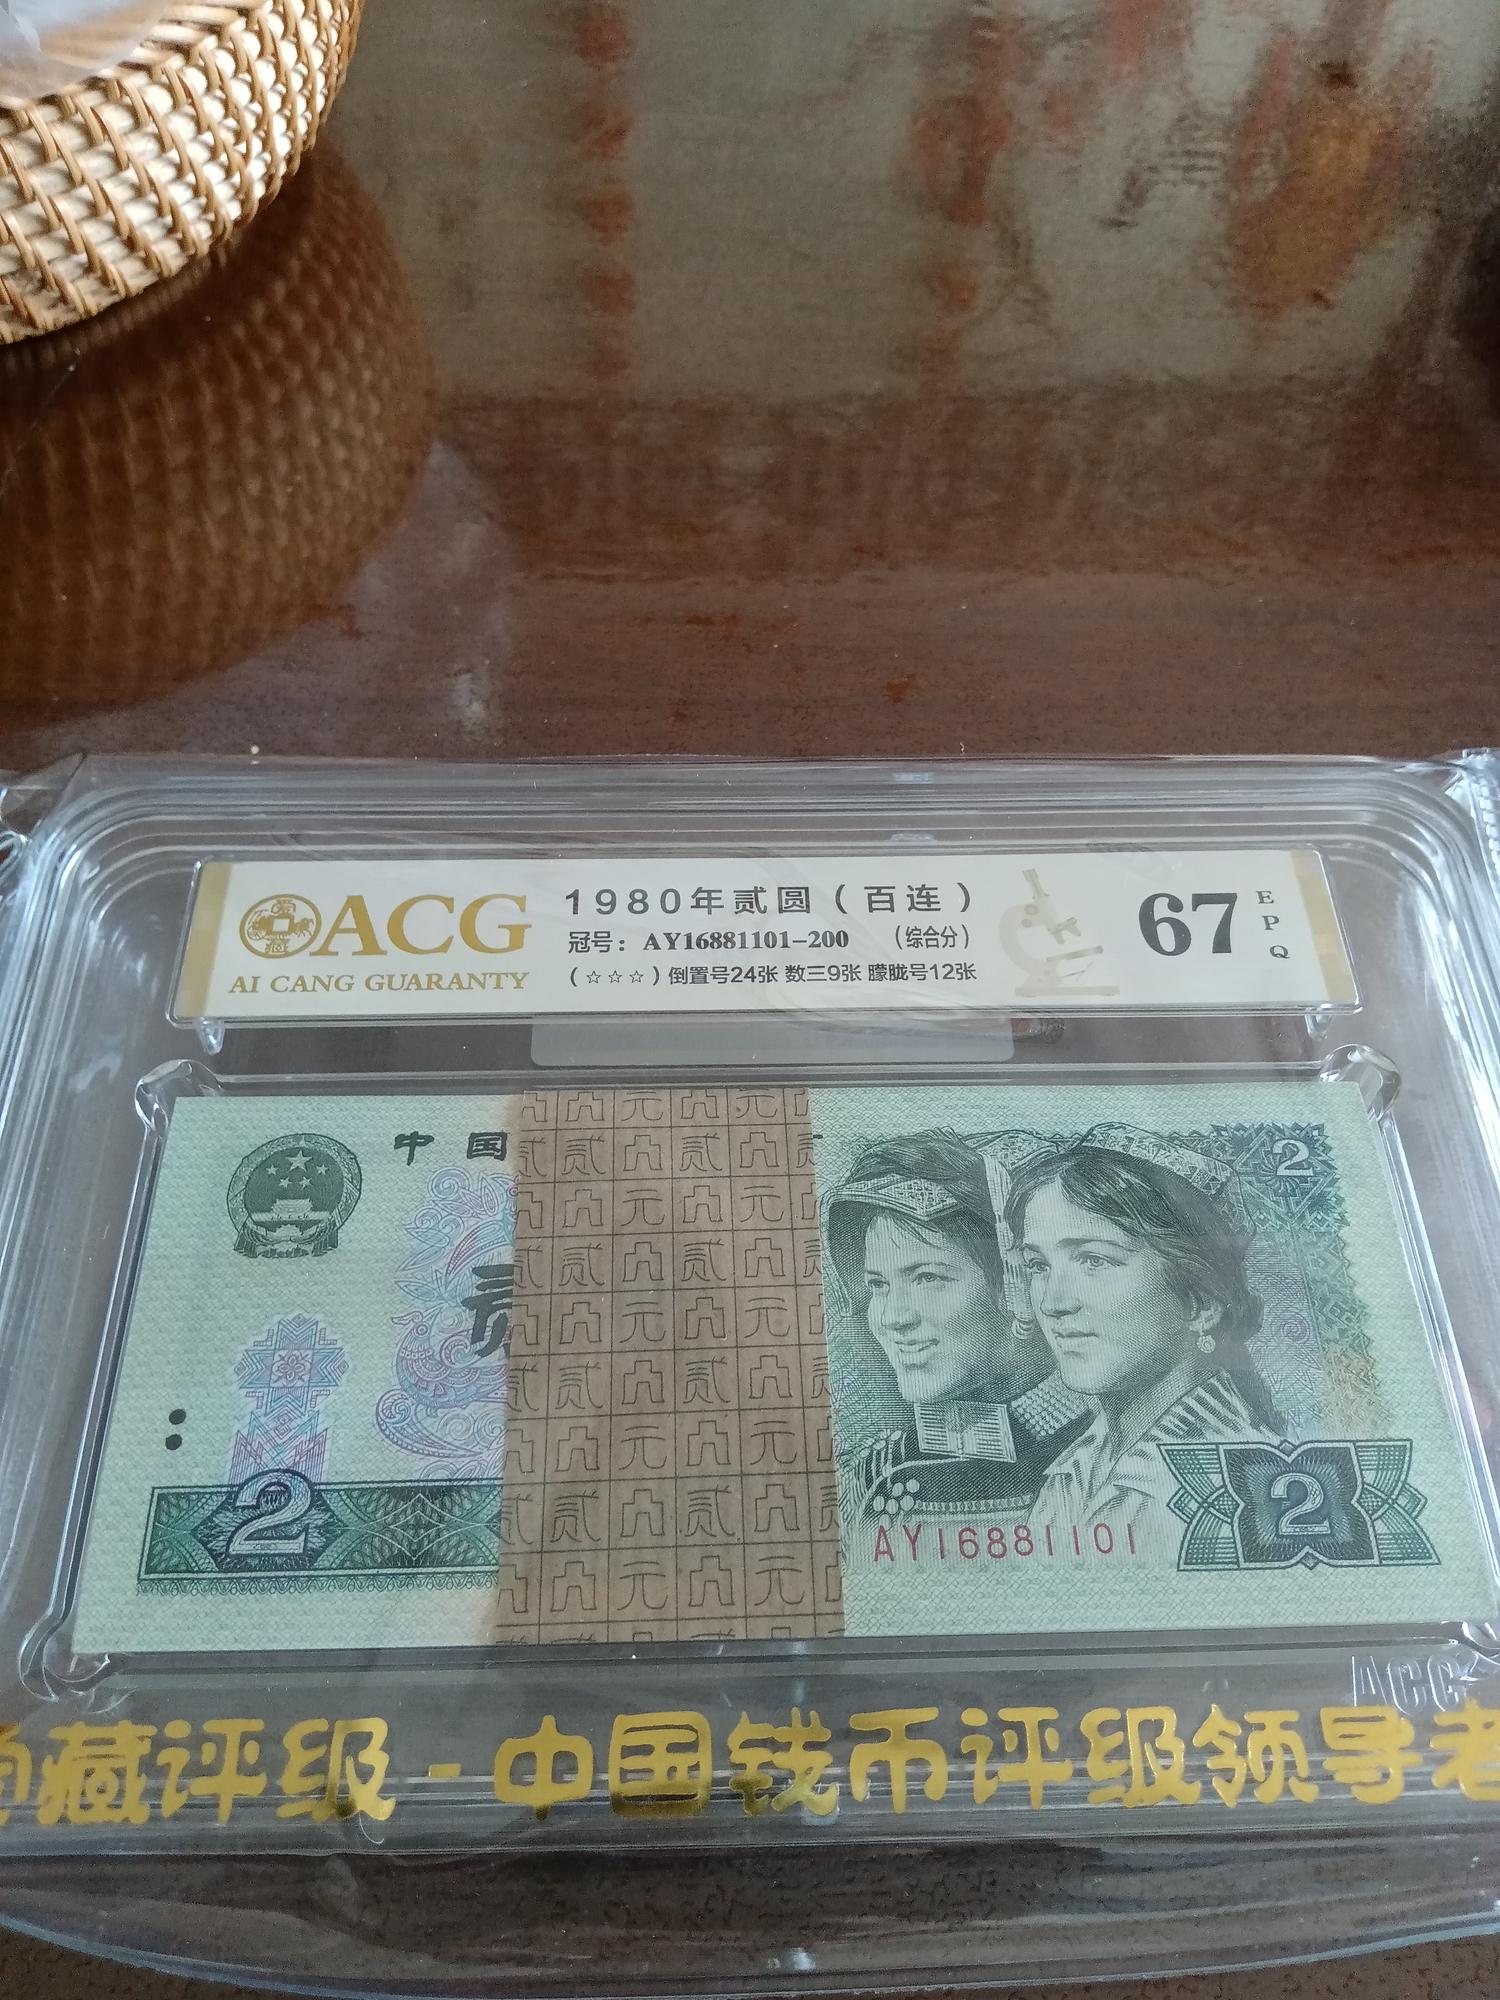 ACG
AI CANG GUARANTY
1980年贰圆（百连）
冠号：AY16881101-200 （综合分）
（☆☆☆）倒置号24张 数三9张 朦胧号12张
67
EPQ
中国
2
贰
2
AY16881101
2
ACG
藏评级-中国钱币评级领导者